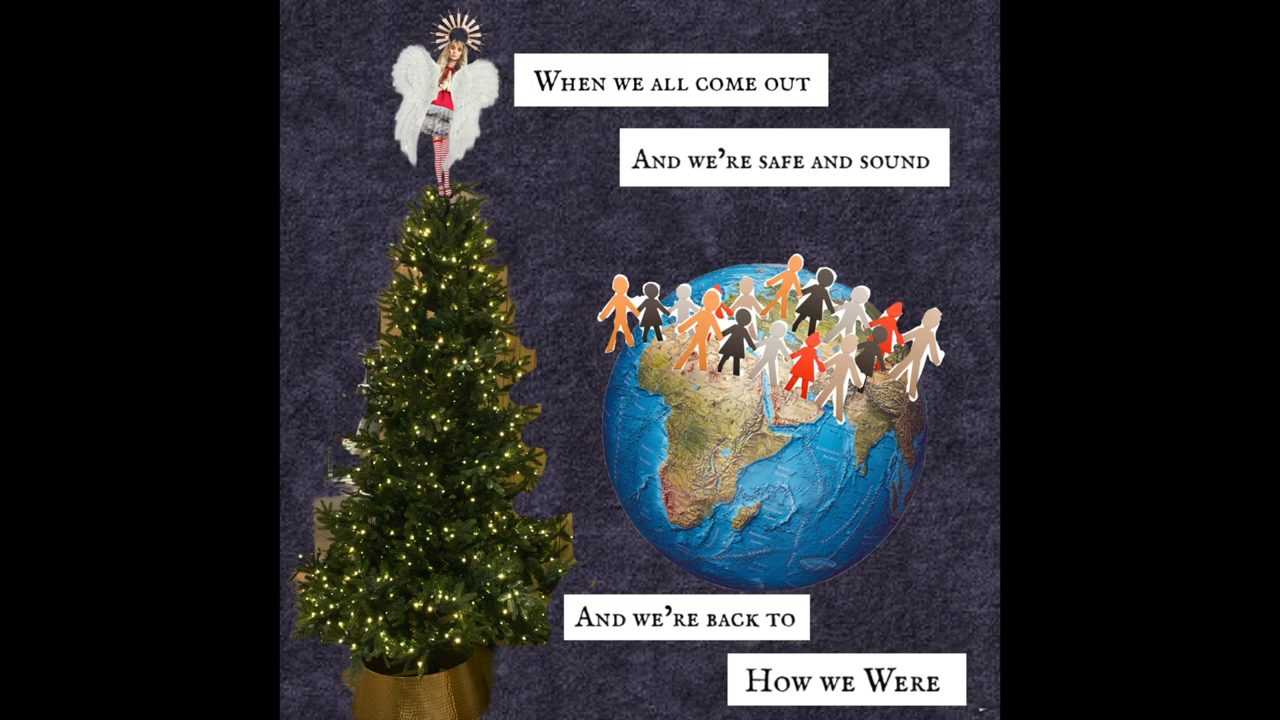 When we all come out
And we're safe and sound
And we're back to
How we Were